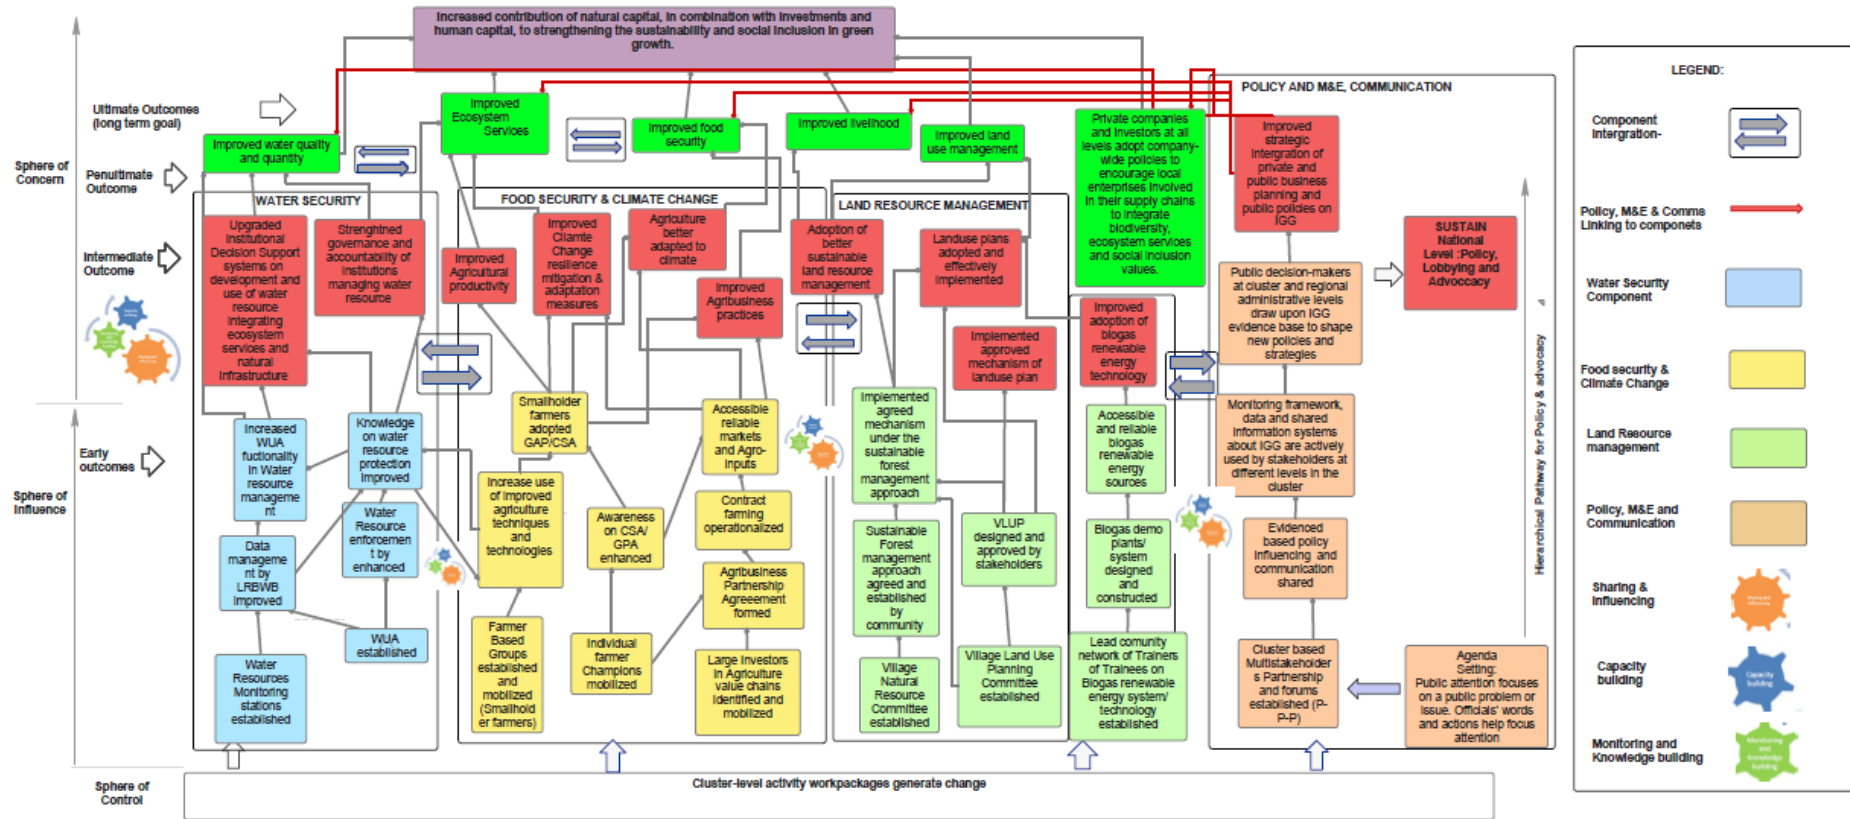 Increased contribution of natural capital, in combination with investments and
human capital, to strengthening the sustainability and social inclusion in green
growth.
Ultimate Outcomes
(long term goal)
Sphere of
Concern
Penultimate
Outcome
Intermediate
Outcome
Early
outcomes
Sphere of
Influence
Sphere of
Control
Improved water quality
and quantity
Improved
Ecosystem
Services
Improved food
security
Improved livelihood
Improved land
use management
Private companies
and investors at all
levels adopt company-
wide policies to
encourage local
enterprises involved
in their supply chains
to integrate
biodiversity,
ecosystem services
and social inclusion
values.
WATER SECURITY
Upgraded
Institutional
Decision Support
systems on
development and
use of water
resource
integrating
ecosystem
services and
natural
Infrastructure
Strenghtned
governance and
accountability of
institutions
managing water
resource
Increased
WUA
fuctionality
in Water
resource
manageme
nt
Knowledge
on water
resource
protection
improved
Water
Resource
enforcemen
t by
enhanced
Data
manageme
nt by
LRBWB
improved
WUA
established
Water
Resources
Monitoring
stations
established
FOOD SECURITY & CLIMATE CHANGE
Improved
Agricultural
productivity
Improved
Cliamte
Change
resilience
mitigation &
adaptation
measures
Agriculture
better
adapted to
climate
Improved
Agribusiness
practices
Smallholder
farmers
adopted
GAP/CSA
Accessible
reliable
markets
and Agro-
inputs
Increase use
of improved
agriculture
techniques
and
technologies
Awareness
on CSA/
GPA
enhanced
Contract
farming
operationalized
Agribusiness
Partnership
Agreeement
formed
Farmer
Based
Groups
established
and
mobilized
(Smallhold
er farmers)
Individual
farmer
Champions
mobilized
Large Investors
in Agriculture
value chains
identified and
mobilized
LAND RESOURCE MANAGEMENT
Adoption of
better
sustainable
land resource
management
Landuse plans
adopted and
effectively
implemented
Implemented
approved
mechanism of
landuse plan
Improved
adoption of
biogas
renewable
energy
technology
Implemented
agreed
mechanism
under the
sustainable
forest
management
approach
Accessible
and reliable
biogas
renewable
energy
sources
Sustainable
Forest
management
approach
agreed and
established
by
community
VLUP
designed and
approved by
stakeholders
Biogas demo
plants/
system
designed
and
constructed
Village
Natural
Resource
Committee
established
Village Land Use
Planning
Committee
established
Lead comunity
network of Trainers
of Trainees on
Biogas renewable
energy system/
technology
established
POLICY AND M&E, COMMUNICATION
Improved
strategic
intergration of
private and
public business
planning and
public policies on
IGG
Public decision-makers
at cluster and regional
administrative levels
draw upon IGG
evidence base to shape
new policies and
strategies
Monitoring framework,
data and shared
information systems
about IGG are actively
used by stakeholders at
different levels in the
cluster
Evidenced
based policy
influencing and
communication
shared
Cluster based
Multistakeholder
s Partnership
and forums
established (P-
P-P)
SUSTAIN
National
Level :Policy,
Lobbying and
Advoccacy
Agenda
Setting:
Public attention focuses
on a public problem or
issue. Officials' words
and actions help focus
attention
Hierarchical Pathway for Policy & advocacy
Cluster-level activity workpackages generate change
LEGEND:
Component
Intergration-
Policy, M&E & Comms
Linking to componets
Water Security
Component
Food security &
Climate Change
Land Resource
management
Policy, M&E and
Communication
Sharing &
Influencing
Sharing and
influencing
Capacity
building
Capacity
building
Monitoring and
Knowledge building
Monitoring
and
Knowledge
building